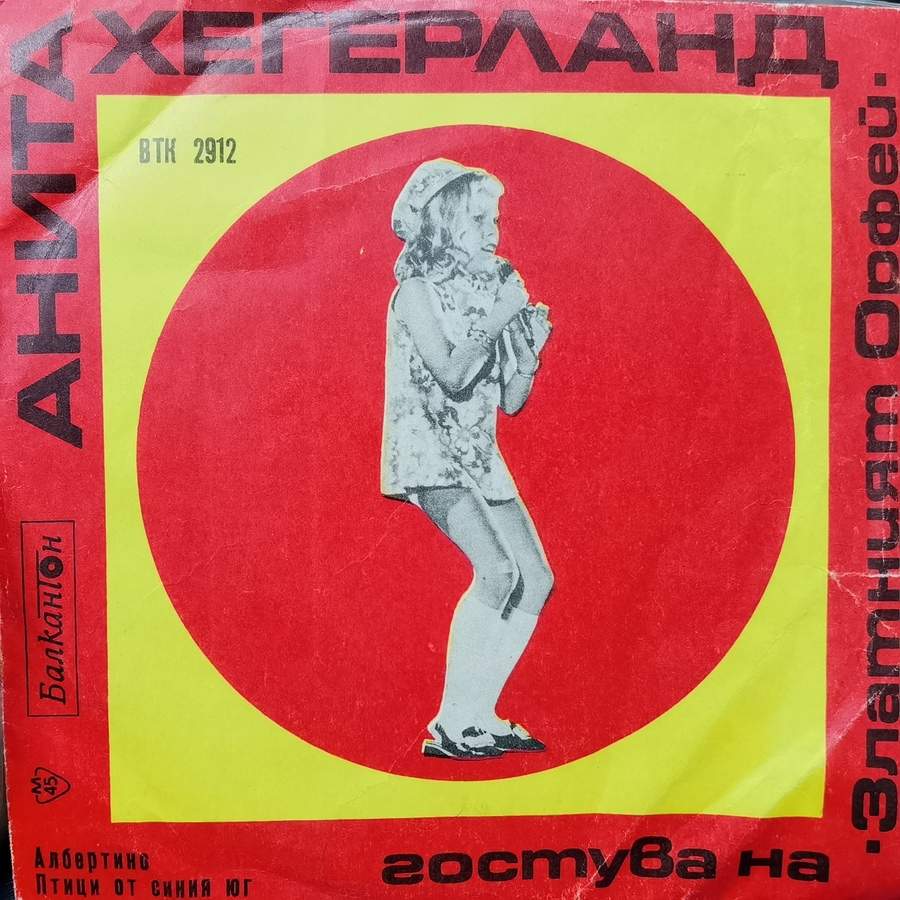 АНИТА
ХЕГЕРЛАНД
ВТК 2912
гостува на
·Златният Орфей·
Балкантон
М 45
Албертино
Птици от синия юг